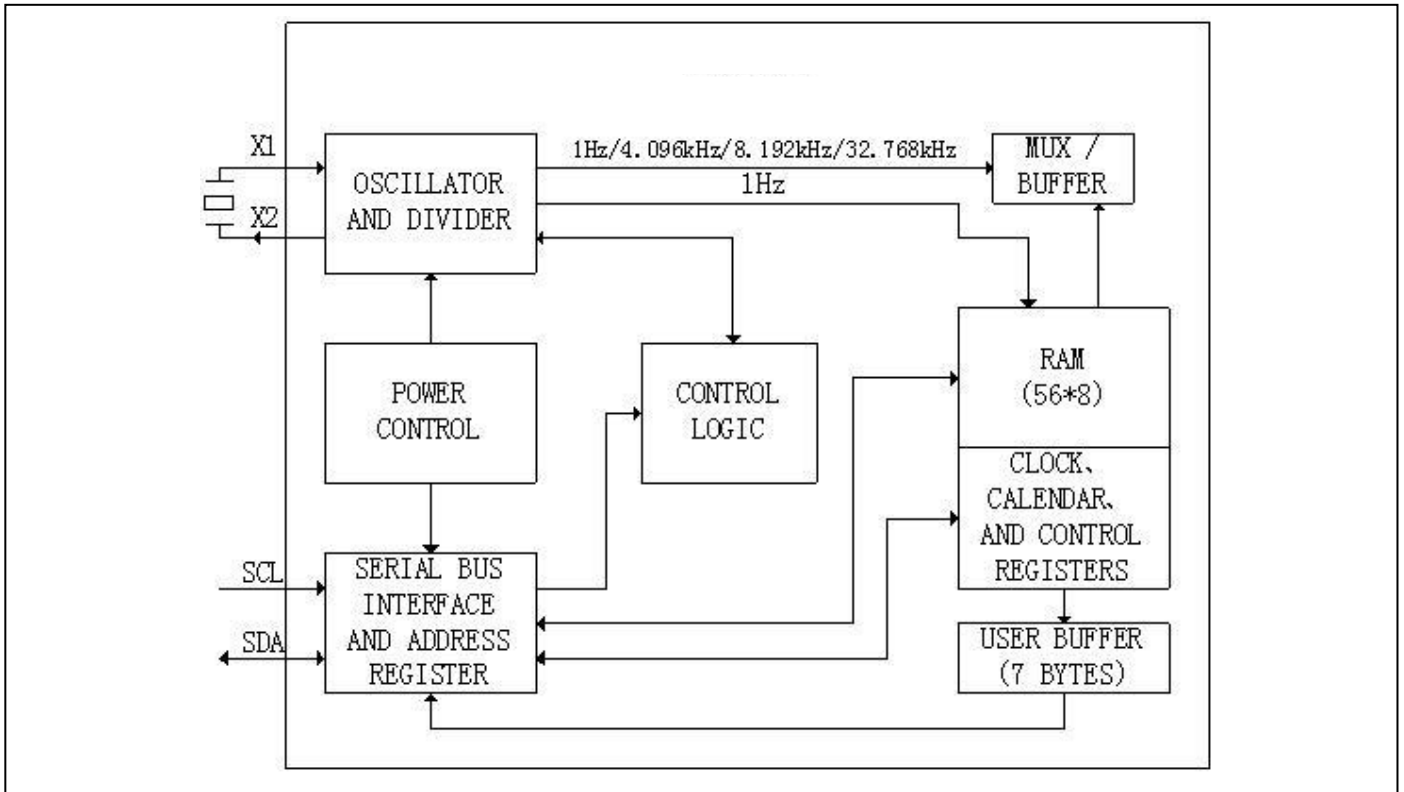 X1
X2
OSCILLATOR
AND DIVIDER
1Hz/4.096kHz/8.192kHz/32.768kHz
1Hz
MUX /
BUFFER
POWER
CONTROL
CONTROL
LOGIC
RAM
(56*8)
CLOCK、
CALENDAR、
AND CONTROL
REGISTERS
SCL
SDA
SERIAL BUS
INTERFACE
AND ADDRESS
REGISTER
USER BUFFER
(7 BYTES)